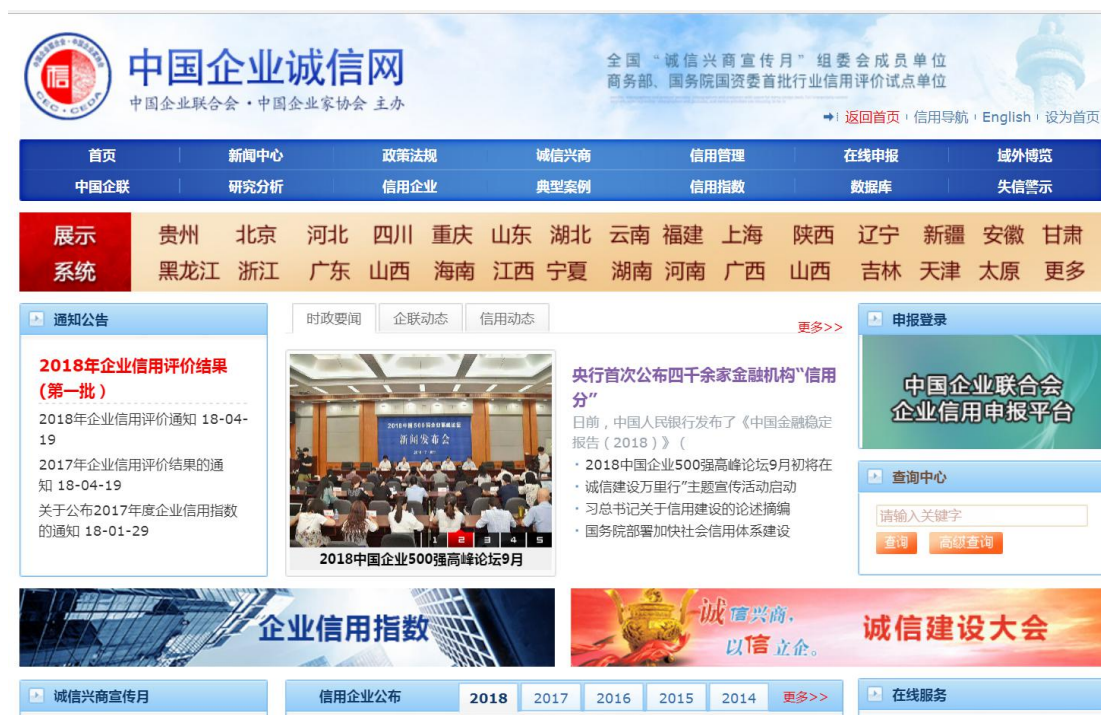 中国企业诚信网
中国企业联合会·中国企业家协会 主办
信
CEC·CEDA
全国“诚信兴商宣传月”组委会成员单位
商务部、国务院国资委首批行业信用评价试点单位
返回首页 信用导航 English 设为首页
首页 新闻中心 政策法规 诚信兴商 信用管理 在线申报 域外博览
中国企联 研究分析 信用企业 典型案例 信用指数 数据库 失信警示
展示 贵州 北京 河北 四川 重庆 山东 湖北 云南 福建 上海 陕西 辽宁 新疆 安徽 甘肃
系统 黑龙江 浙江 广东 山西 海南 江西 宁夏 湖南 河南 广西 山西 吉林 天津 太原 更多
通知公告
2018年企业信用评价结果
(第一批)
2018年企业信用评价通知 18-04-
19
2017年企业信用评价结果的通
知 18-04-19
关于公布2017年度企业信用指数
的通知 18-01-29
时政要闻 企联动态 信用动态 更多>>
新闻发布会
1 2 3 4 5
2018中国企业500强高峰论坛9月
央行首次公布四千余家金融机构“信用
分”
日前，中国人民银行发布了《中国金融稳定
报告（2018）》（
· 2018中国企业500强高峰论坛9月初将在
· 诚信建设万里行”主题宣传活动启动
· 习总书记关于信用建设的论述摘编
· 国务院部署加快社会信用体系建设
申报登录
中国企业联合会
企业信用申报平台
查询中心
请输入关键字
查询 高级查询
企业信用指数
诚信兴商，
以信立企。
诚信建设大会
诚信兴商宣传月
信用企业公布 2018 2017 2016 2015 2014 更多>>
在线服务